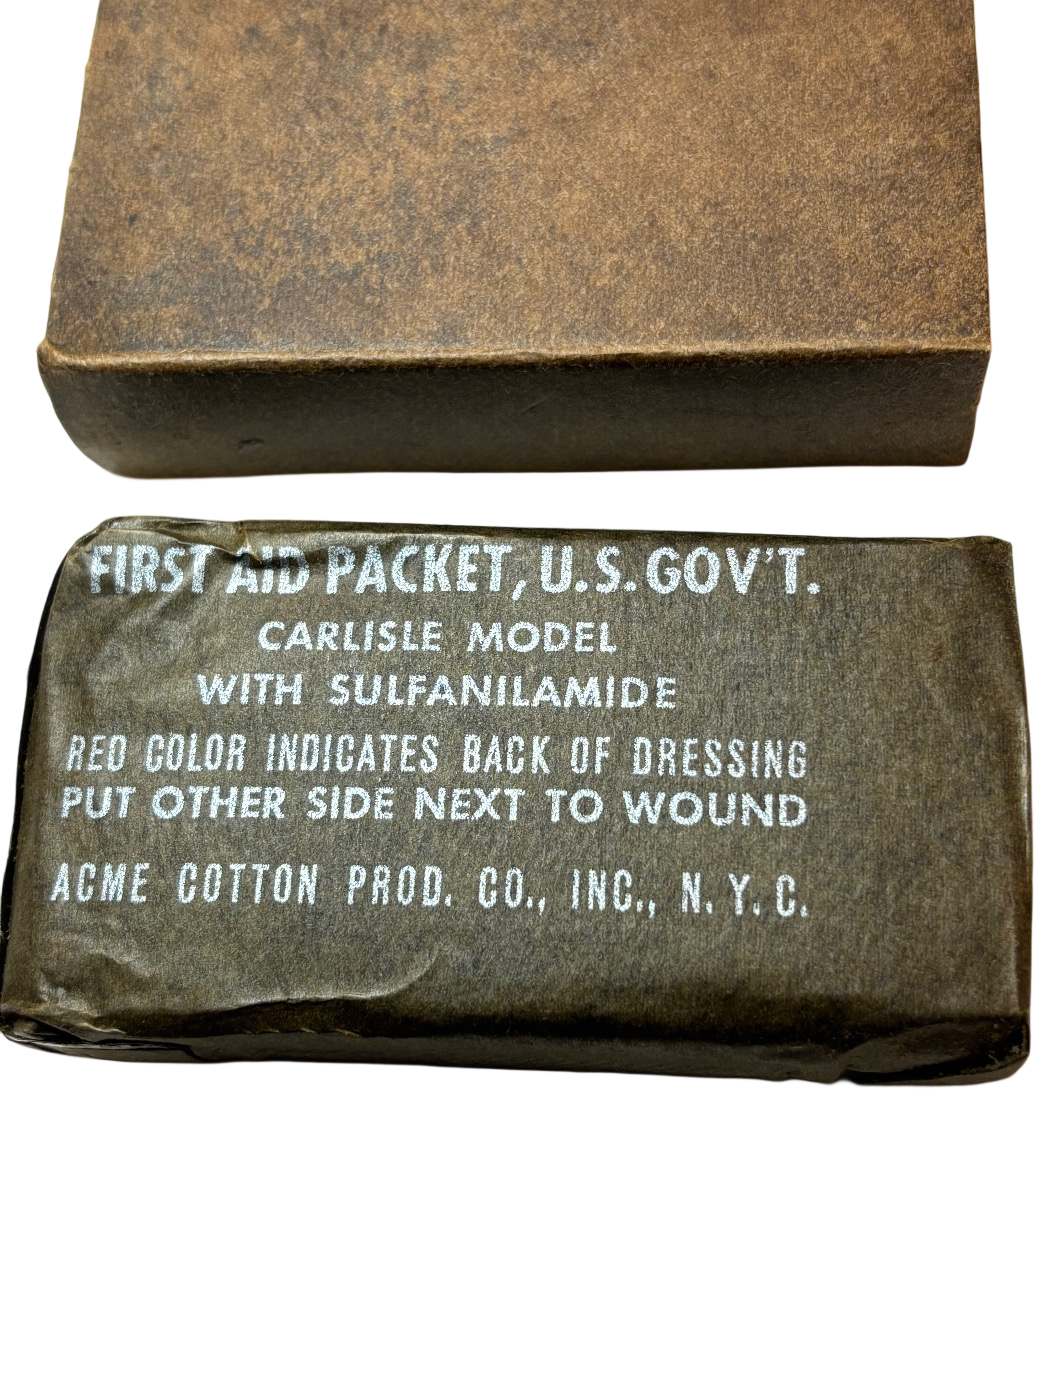 FIRST AID PACKET, U.S. GOV'T.
CARLISLE MODEL
WITH SULFANILAMIDE
RED COLOR INDICATES BACK OF DRESSING
PUT OTHER SIDE NEXT TO WOUND
ACME COTTON PROD. CO., INC., N.Y.C.